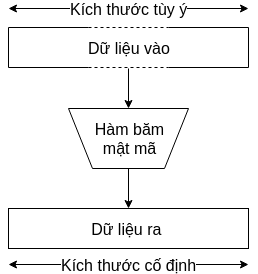 Kích thước tùy ý
Dữ liệu vào
Hàm băm
mật mã
Dữ liệu ra
Kích thước cố định